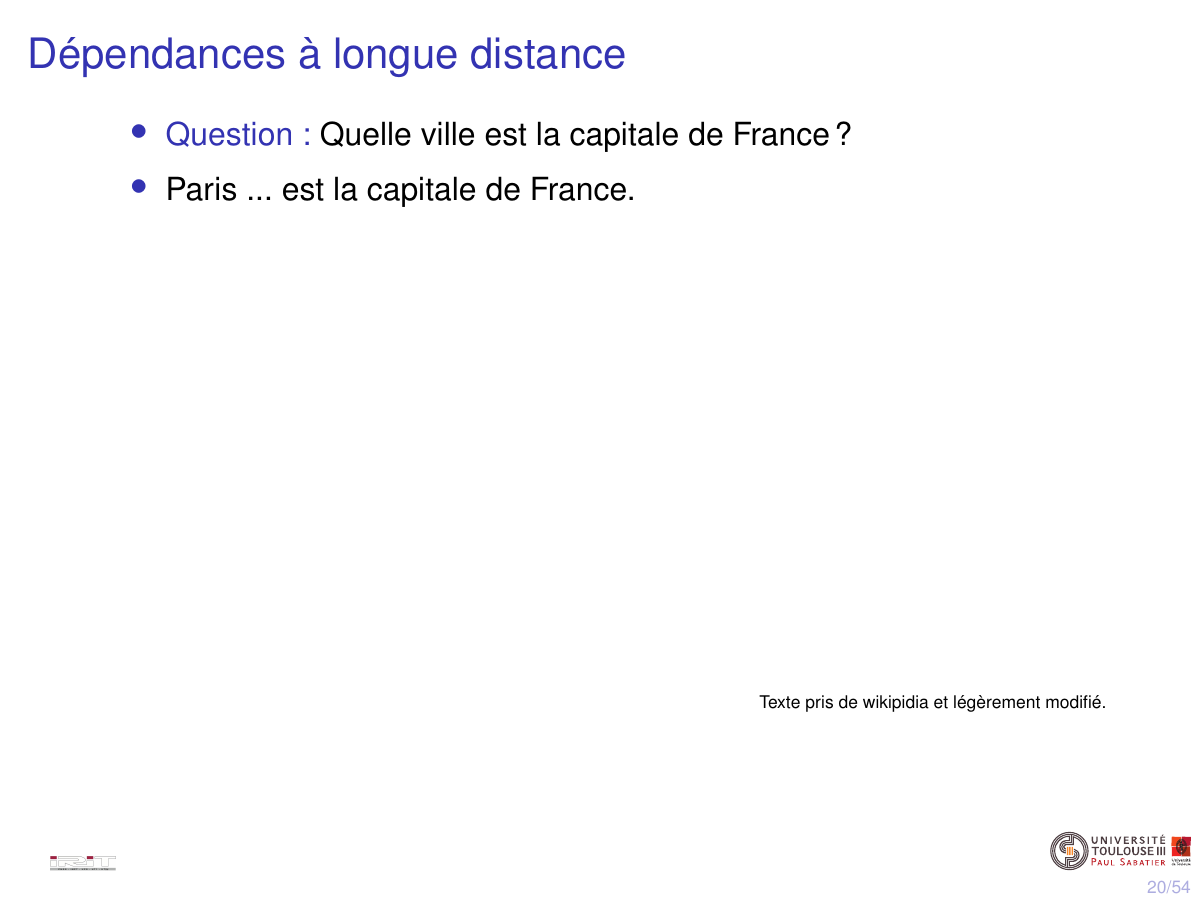 Dépendances à longue distance
• Question : Quelle ville est la capitale de France ?
• Paris ... est la capitale de France.
Texte pris de wikipidia et légèrement modifié.
IRIT
UNIVERSITÉ
TOULOUSE III
PAUL SABATIER
20/54